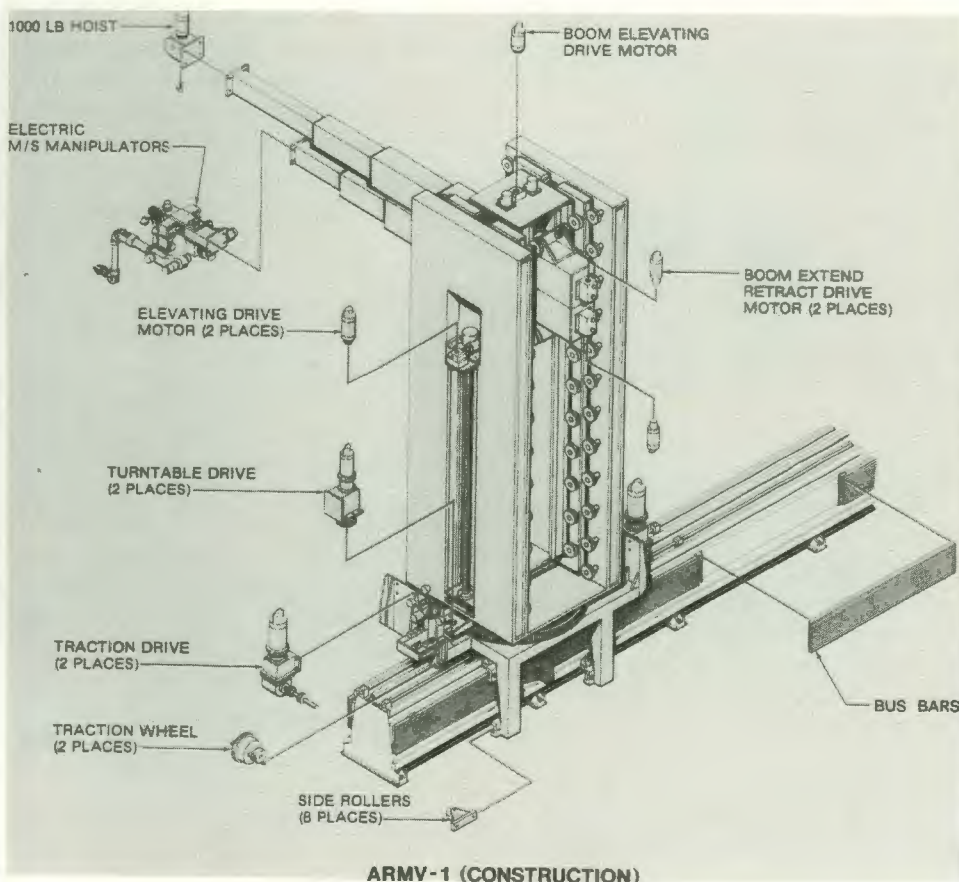 1000 LB HOIST
BOOM ELEVATING
DRIVE MOTOR
ELECTRIC
M/S MANIPULATORS
BOOM EXTEND
RETRACT DRIVE
MOTOR (2 PLACES)
ELEVATING DRIVE
MOTOR (2 PLACES)
TURNTABLE DRIVE
(2 PLACES)
TRACTION DRIVE
(2 PLACES)
BUS BARS
TRACTION WHEEL
(2 PLACES)
SIDE ROLLERS
(8 PLACES)
ARMV-1 (CONSTRUCTION)